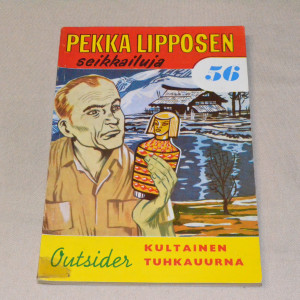 PEKKA LIPPOSEN
seikkailuja
56
Outsider
KULTAINEN
TUHKAUURNA